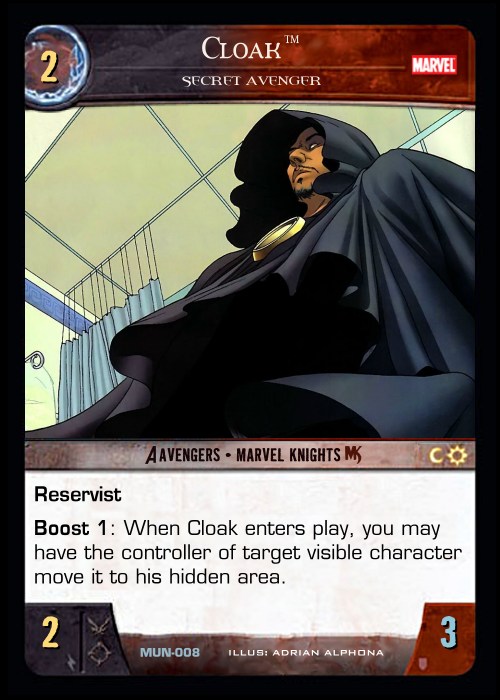 2
CLOAK™
SECRET AVENGER
MARVEL
A AVENGERS • MARVEL KNIGHTS MK
C
Reservist
Boost 1: When Cloak enters play, you may
have the controller of target visible character
move it to his hidden area.
2
MUN-008 ILLUS: ADRIAN ALPHONA
3